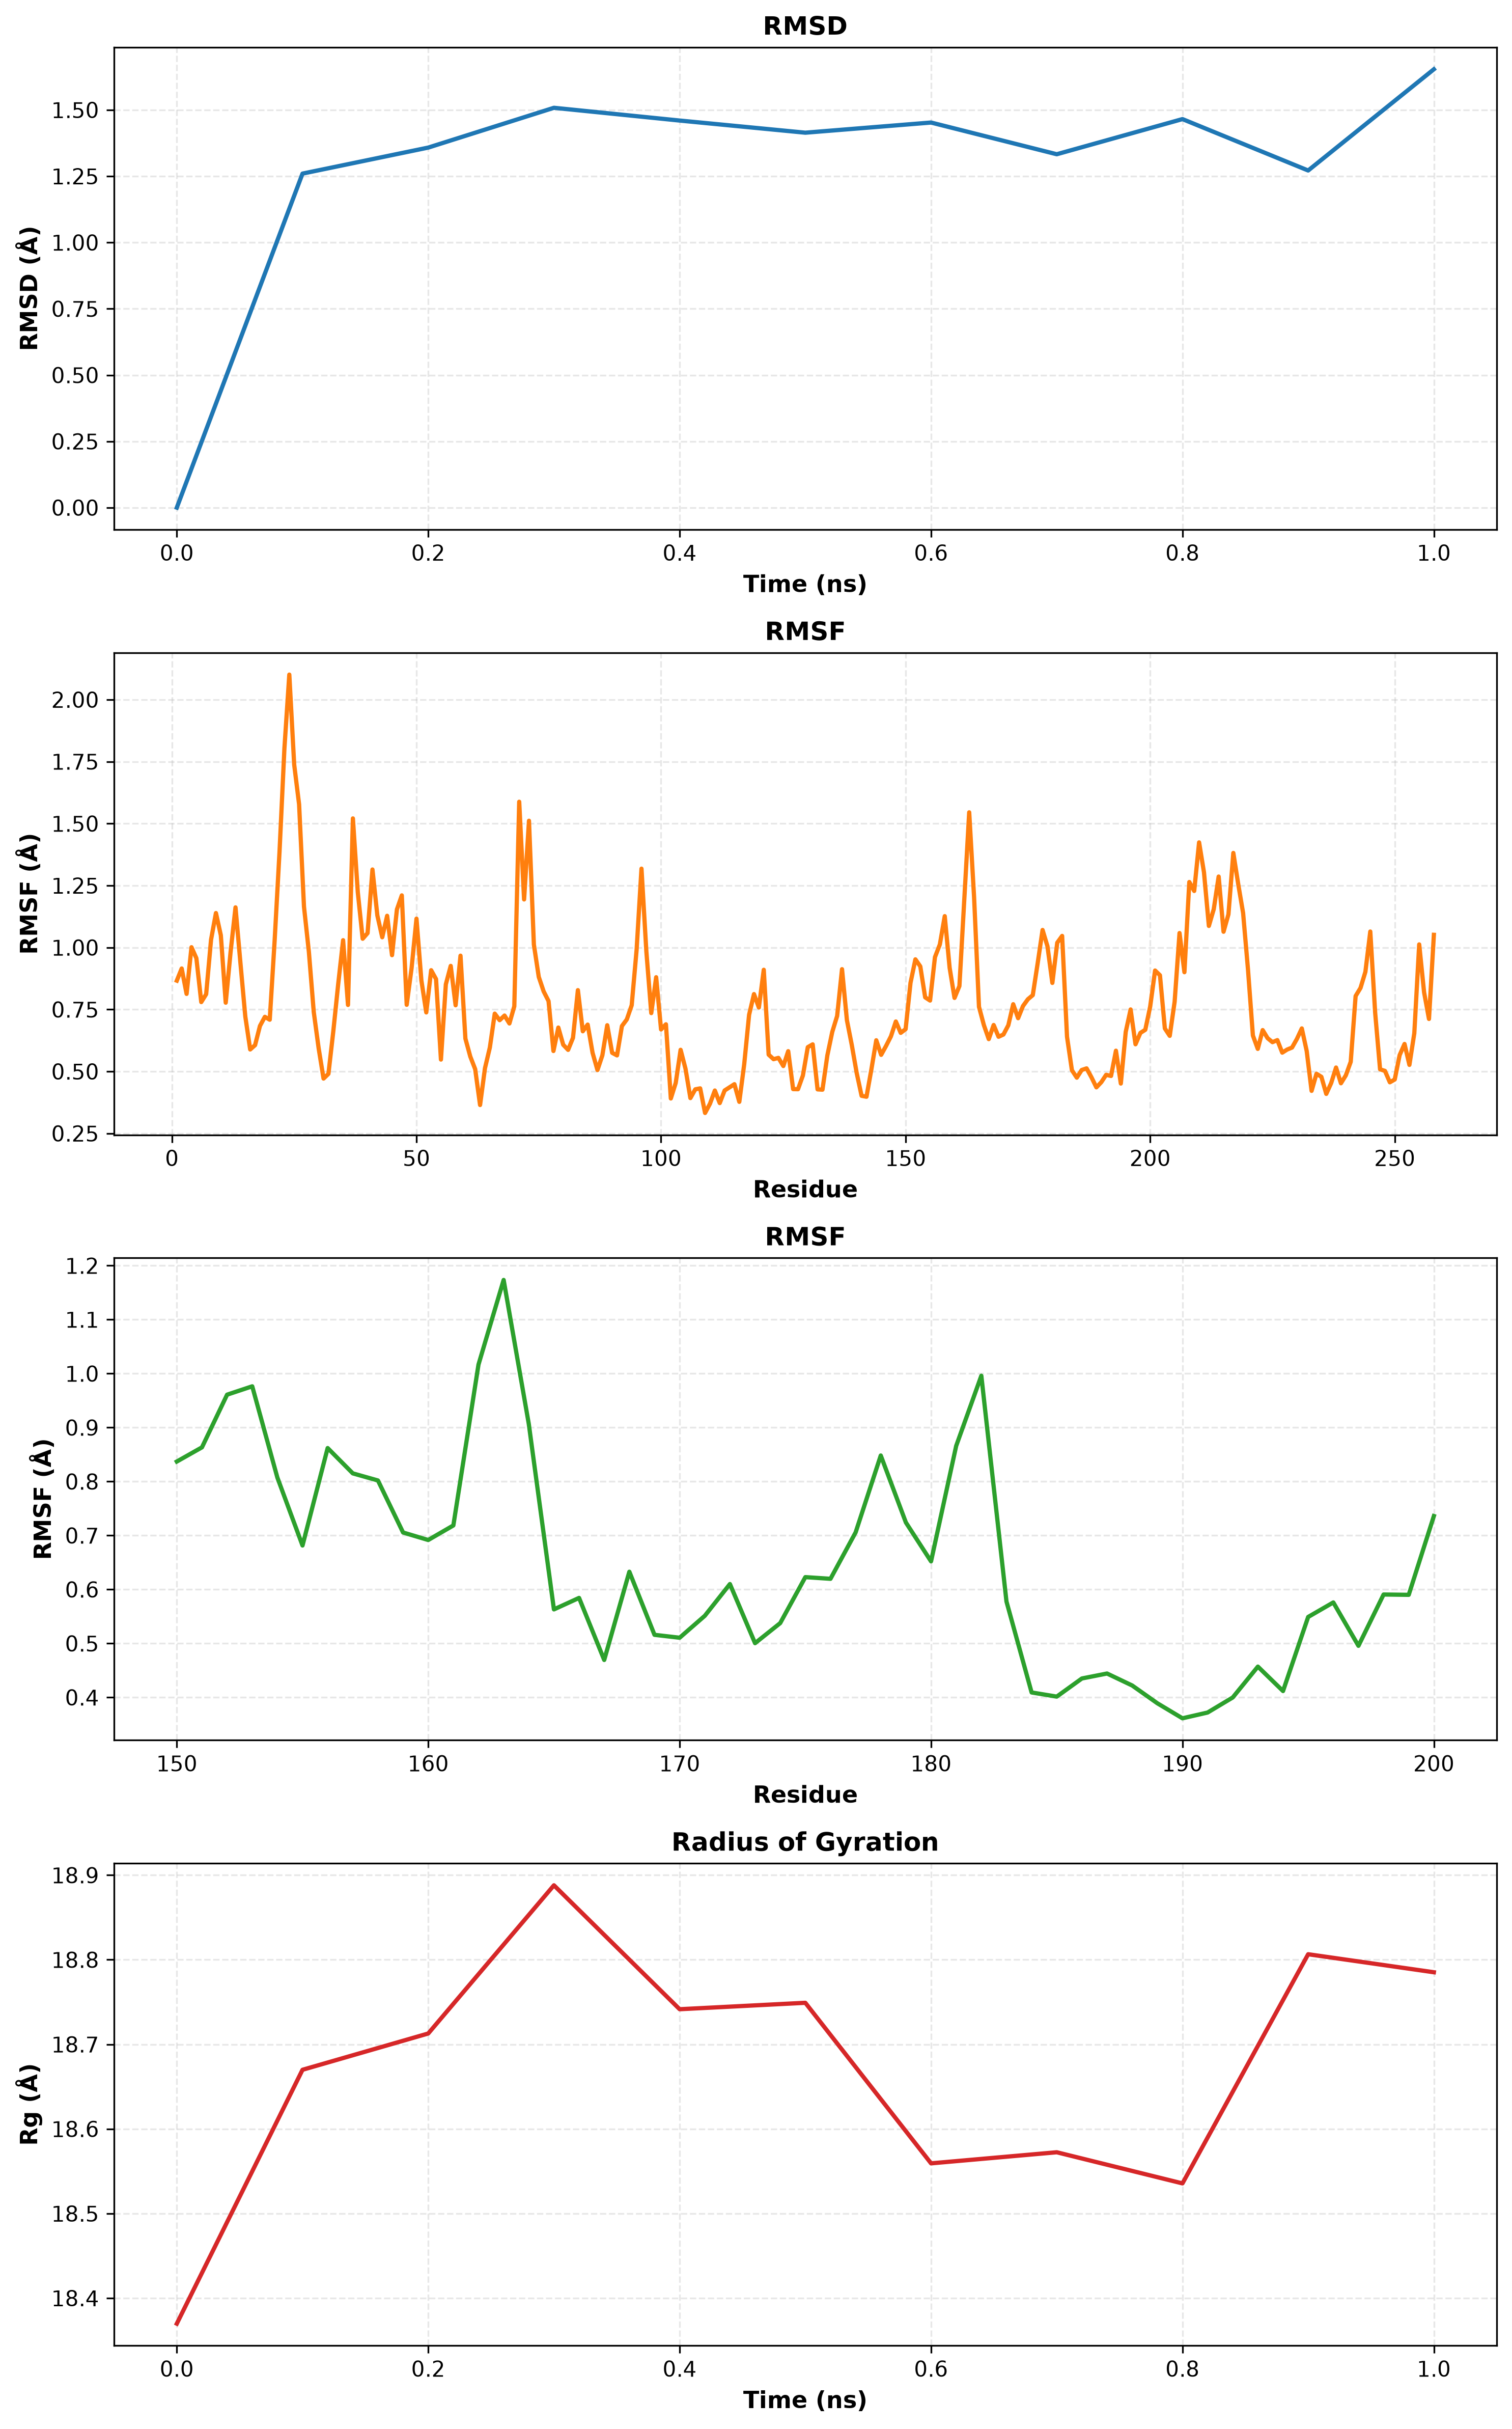 RMSD
1.50
1.25
1.00
0.75
0.50
0.25
0.00
RMSD (Å)
0.0 0.2 0.4 0.6 0.8 1.0
Time (ns)
RMSF
2.00
1.75
1.50
1.25
1.00
0.75
0.50
0.25
RMSF (Å)
0 50 100 150 200 250
Residue
RMSF
1.2
1.1
1.0
0.9
0.8
0.7
0.6
0.5
0.4
RMSF (Å)
150 160 170 180 190 200
Residue
Radius of Gyration
18.9
18.8
18.7
18.6
18.5
18.4
Rg (Å)
0.0 0.2 0.4 0.6 0.8 1.0
Time (ns)